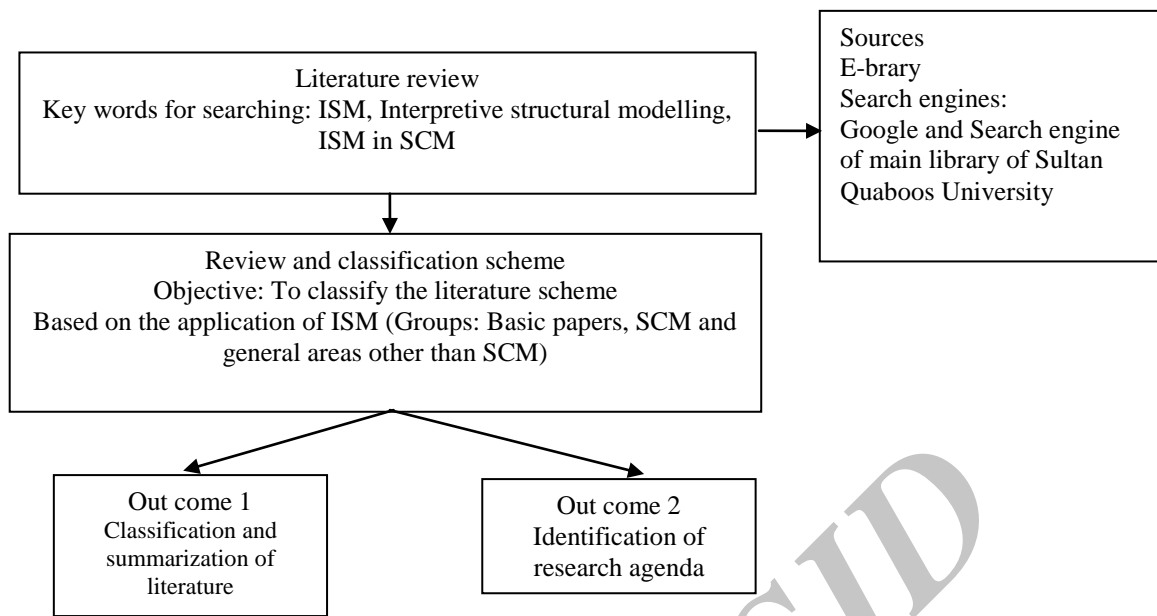 Literature review
Key words for searching: ISM, Interpretive structural modelling,
ISM in SCM
Sources
E-brary
Search engines:
Google and Search engine
of main library of Sultan
Quaboos University
Review and classification scheme
Objective: To classify the literature scheme
Based on the application of ISM (Groups: Basic papers, SCM and
general areas other than SCM)
Out come 1
Classification and
summarization of
literature
Out come 2
Identification of
research agenda